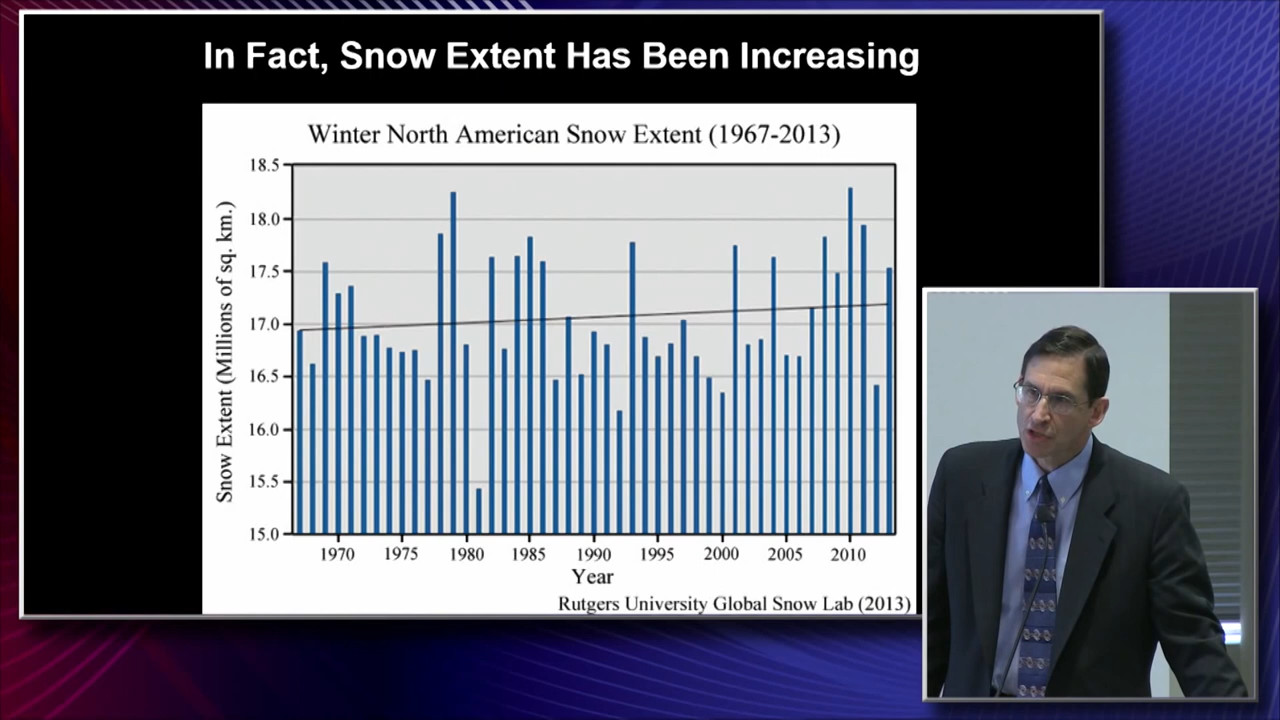 In Fact, Snow Extent Has Been Increasing
Winter North American Snow Extent (1967-2013)
Snow Extent (Millions of sq. km.)
18.5
18.0
17.5
17.0
16.5
16.0
15.5
15.0
1970 1975 1980 1985 1990 1995 2000 2005 2010
Year
Rutgers University Global Snow Lab (2013)